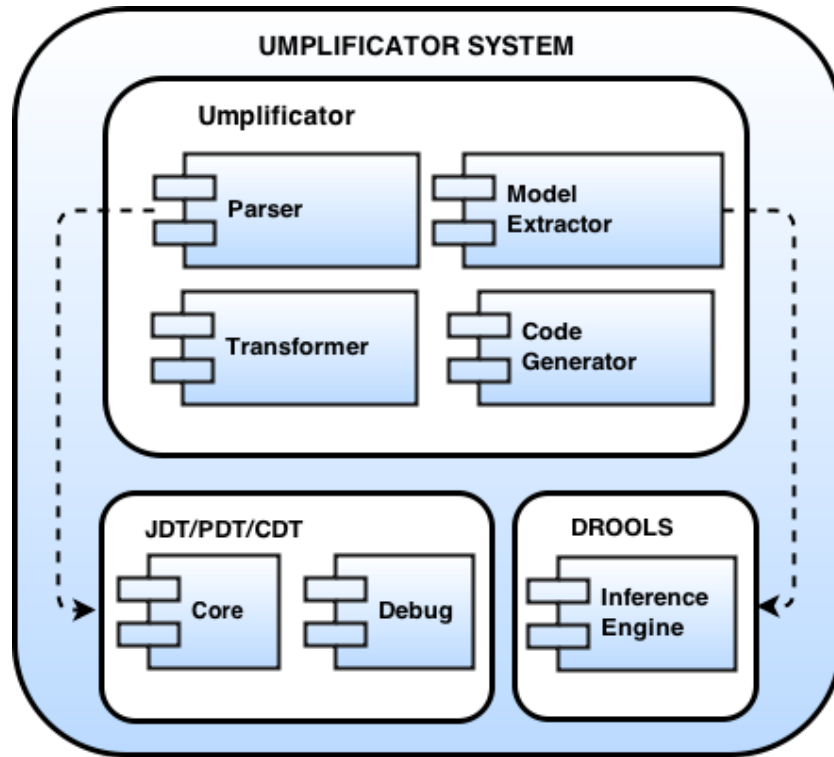 UMPLIFICATOR SYSTEM
Umplificator
Parser
Model
Extractor
Transformer
Code
Generator
JDT/PDT/CDT
Core
Debug
DROOLS
Inference
Engine